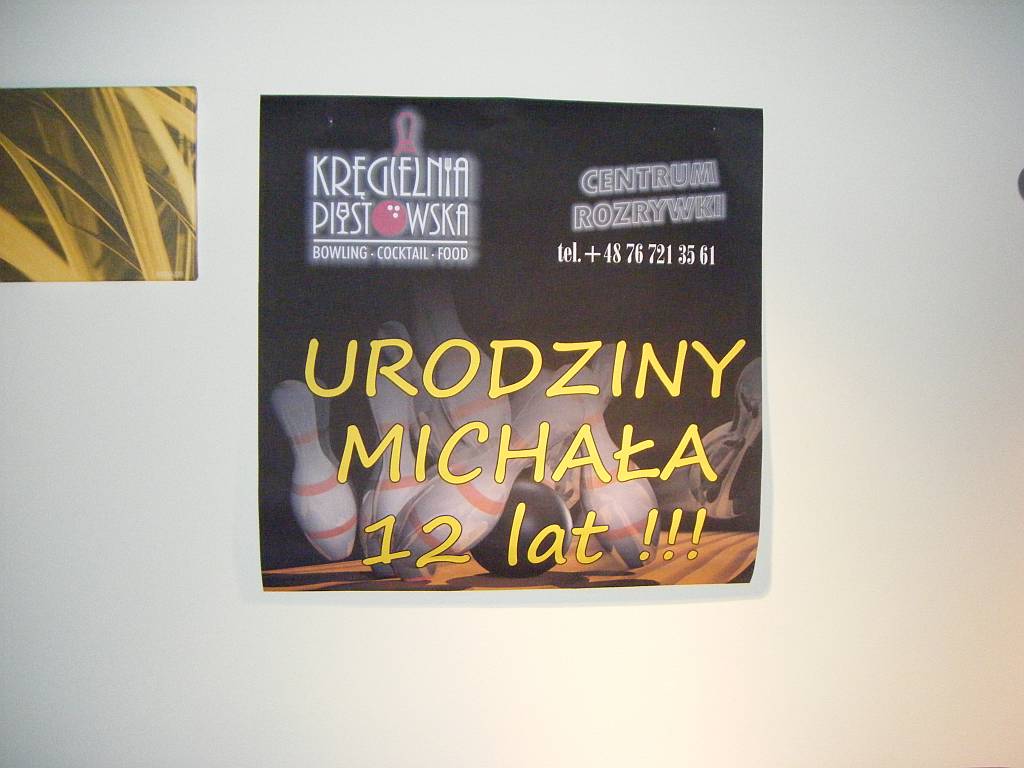 KRĘGIELNIA
PIASTOWSKA
BOWLING · COCKTAIL · FOOD
CENTRUM
ROZRYWKI
tel. +48 76 721 35 61
URODZINY
MICHAŁA
12 lat !!!